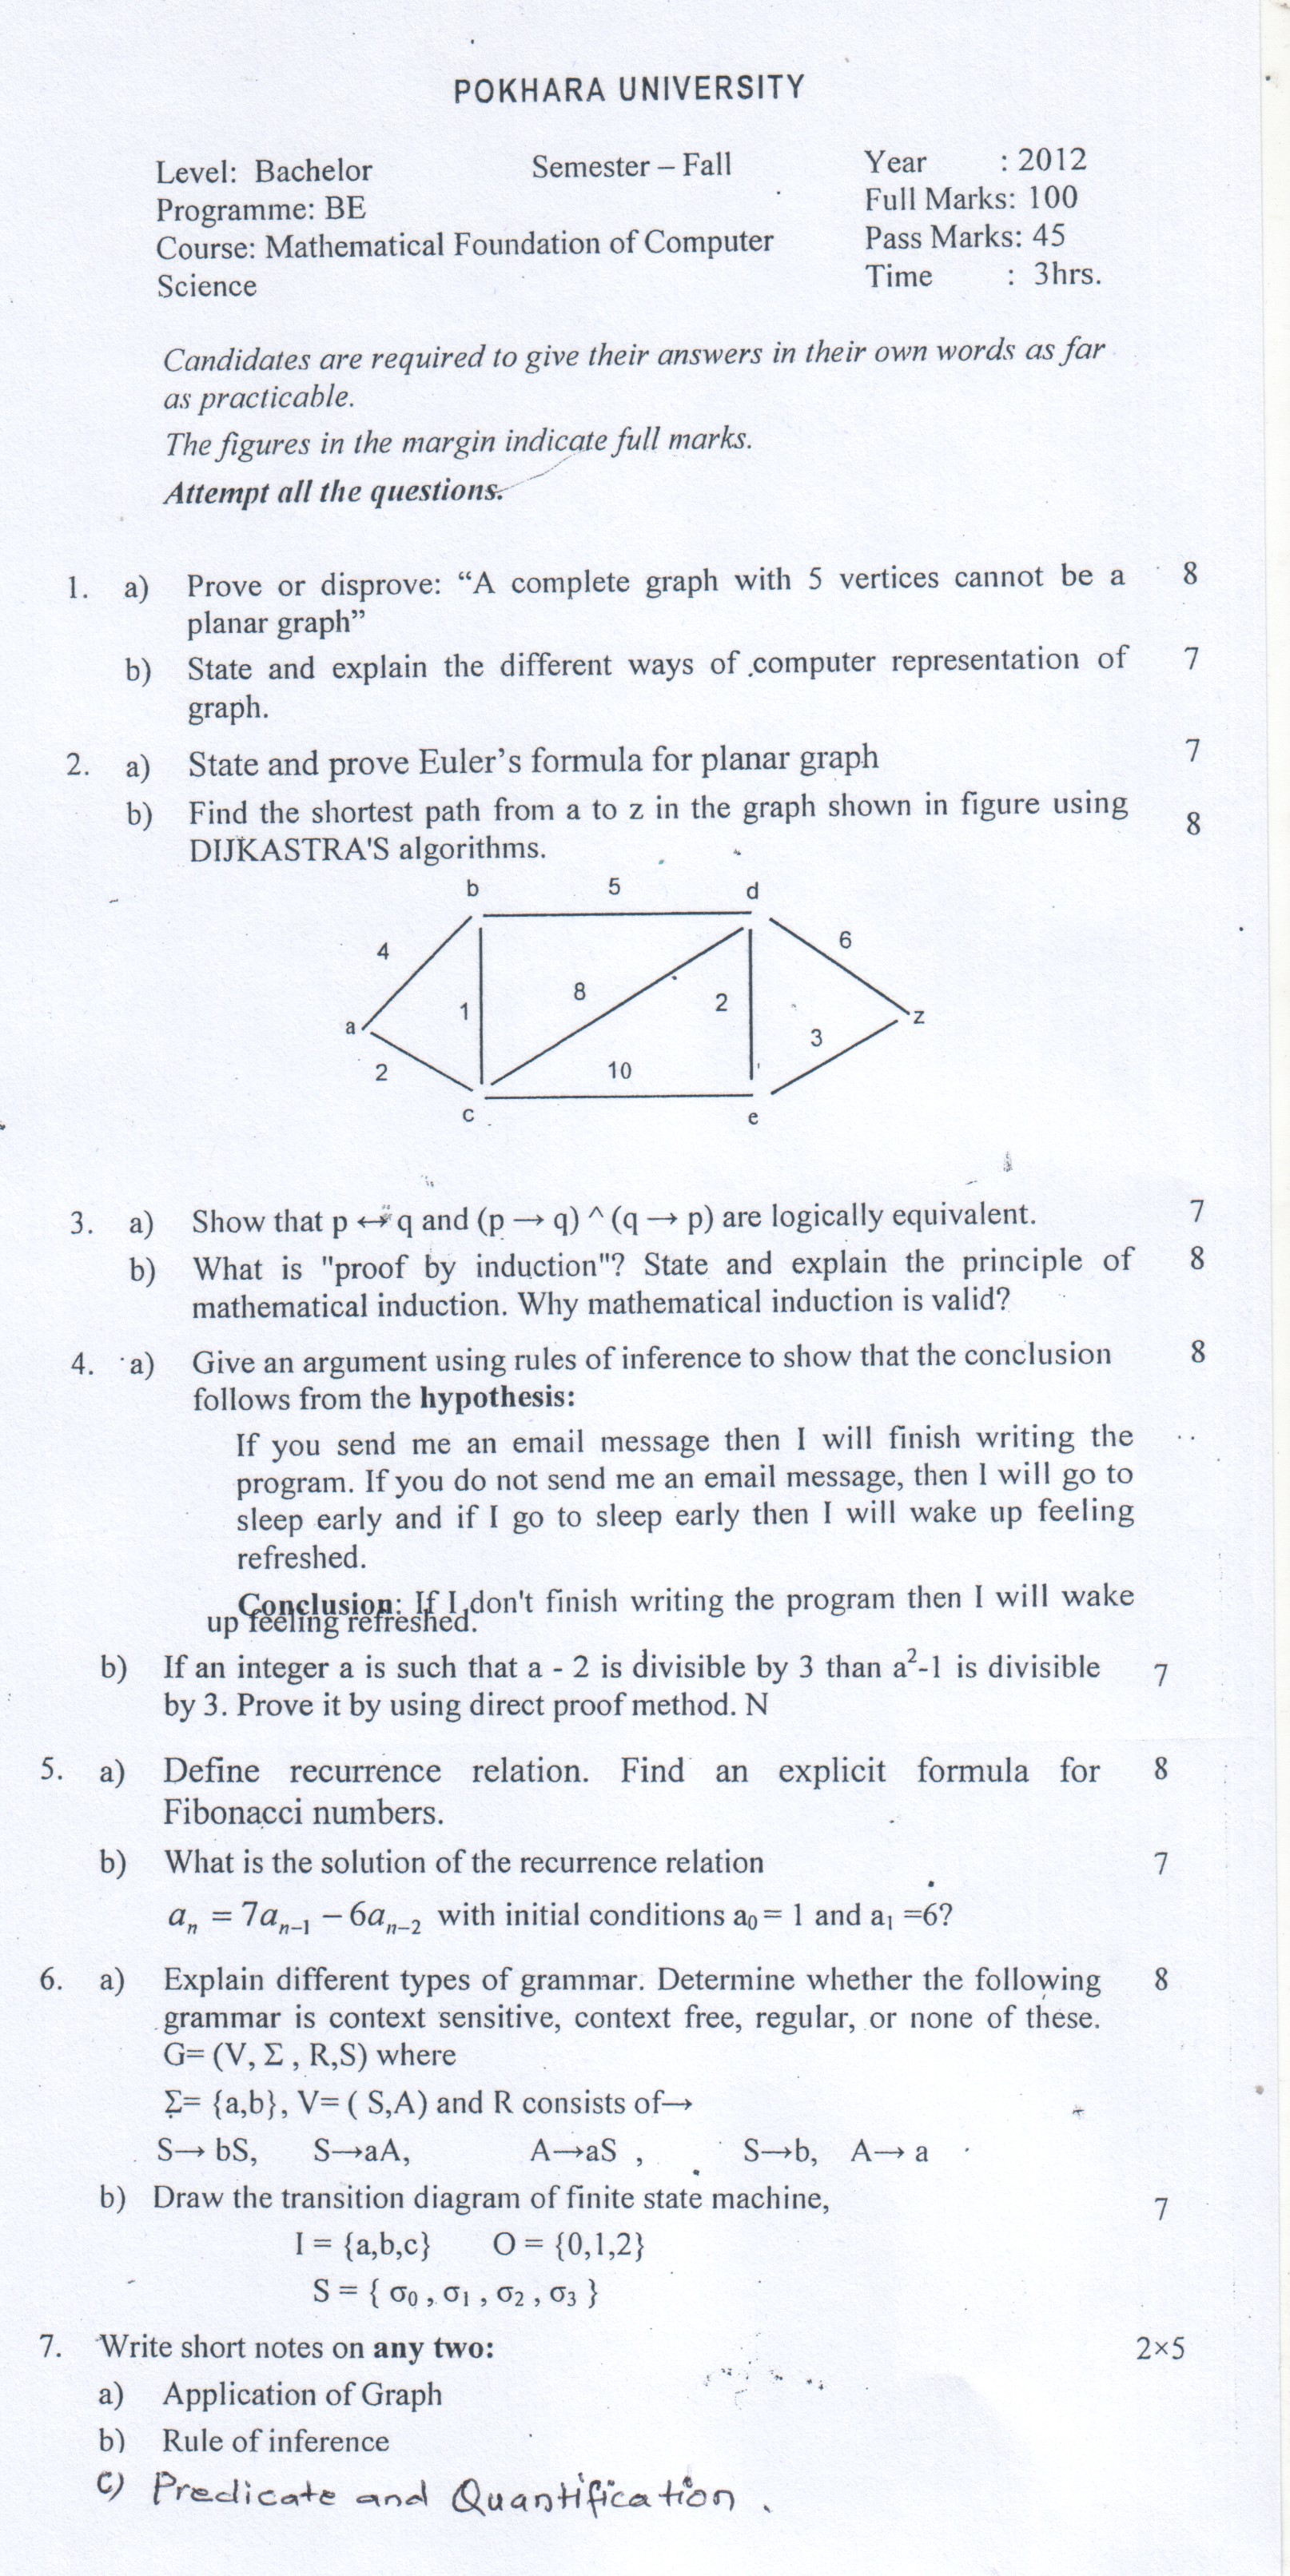 POKHARA UNIVERSITY
Level: Bachelor Semester – Fall Year : 2012
Programme: BE Full Marks: 100
Course: Mathematical Foundation of Computer Pass Marks: 45
Science Time : 3hrs.
Candidates are required to give their answers in their own words as far
as practicable.
The figures in the margin indicate full marks.
Attempt all the questions.
1. a) Prove or disprove: “A complete graph with 5 vertices cannot be a 8
planar graph”
b) State and explain the different ways of computer representation of 7
graph.
2. a) State and prove Euler’s formula for planar graph 7
b) Find the shortest path from a to z in the graph shown in figure using 8
DIJKASTRA'S algorithms.
b 5 d
4 6
8 2
a 1 z
3
2 10
c e
3. a) Show that p ↔ q and (p → q) ^ (q → p) are logically equivalent. 7
b) What is "proof by induction"? State and explain the principle of 8
mathematical induction. Why mathematical induction is valid?
4. a) Give an argument using rules of inference to show that the conclusion 8
follows from the hypothesis:
If you send me an email message then I will finish writing the
program. If you do not send me an email message, then I will go to
sleep early and if I go to sleep early then I will wake up feeling
refreshed.
Conclusion: If I don't finish writing the program then I will wake
up feeling refreshed.
b) If an integer a is such that a - 2 is divisible by 3 than a²-1 is divisible 7
by 3. Prove it by using direct proof method. N
5. a) Define recurrence relation. Find an explicit formula for 8
Fibonacci numbers.
b) What is the solution of the recurrence relation 7
aₙ = 7aₙ₋₁ – 6aₙ₋₂ with initial conditions a₀ = 1 and a₁ =6?
6. a) Explain different types of grammar. Determine whether the following 8
grammar is context sensitive, context free, regular, or none of these.
G= (V, Σ , R,S) where
Σ= {a,b}, V= ( S,A) and R consists of→
S→ bS, S→aA, A→aS , S→b, A→ a
b) Draw the transition diagram of finite state machine, 7
I = {a,b,c} O = {0,1,2}
S = { σ₀ , σ₁ , σ₂ , σ₃ }
7. Write short notes on any two: 2×5
a) Application of Graph
b) Rule of inference
c) Predicate and Quantification.